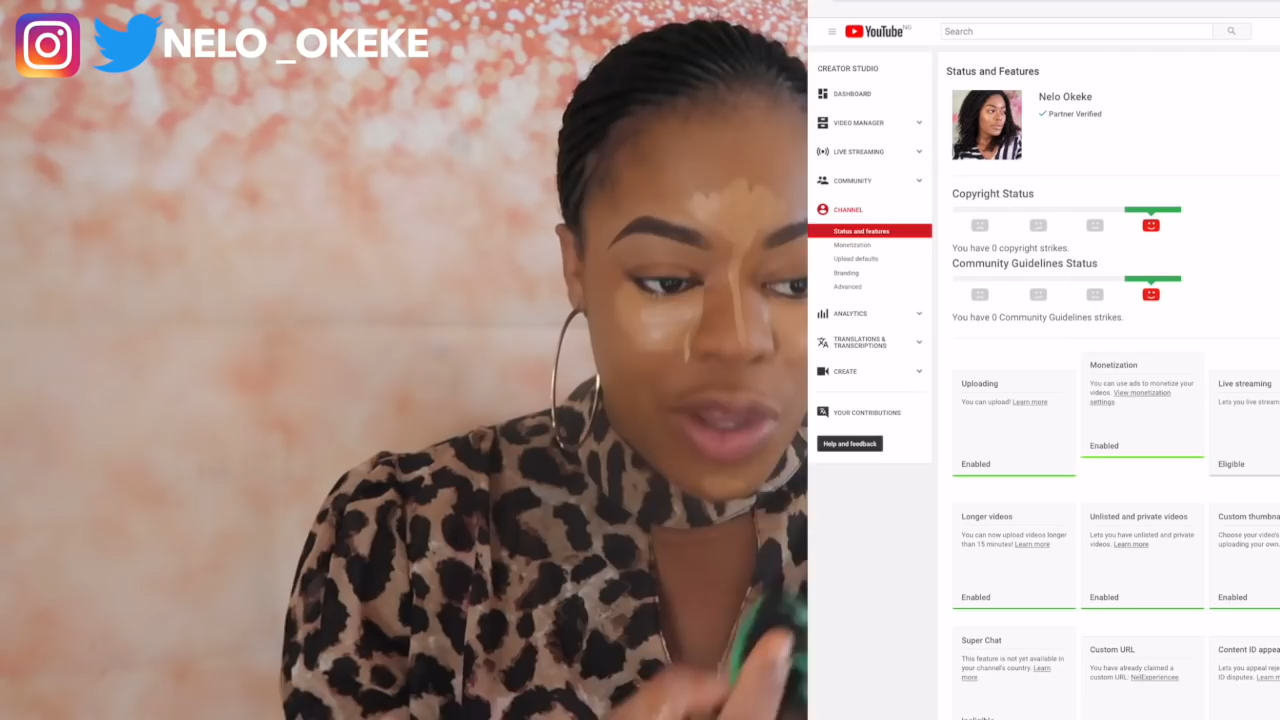 NELO _OKEKE
YouTube NG
Search
CREATOR STUDIO
DASHBOARD
VIDEO MANAGER
LIVE STREAMING
COMMUNITY
CHANNEL
Status and features
Monetization
Upload defaults
Branding
Advanced
ANALYTICS
TRANSLATIONS &
TRANSCRIPTIONS
CREATE
YOUR CONTRIBUTIONS
Help and feedback
Status and Features
Nelo Okeke
Partner Verified
Copyright Status
You have 0 copyright strikes.
Community Guidelines Status
You have 0 Community Guidelines strikes.
Uploading
You can upload! Learn more
Enabled
Monetization
You can use ads to monetize your
videos. View monetization
settings.
Enabled
Live streaming
Lets you live stream
Eligible
Longer videos
You can now upload videos longer
than 15 minutes! Learn more
Enabled
Unlisted and private videos
Lets you have unlisted and private
videos. Learn more
Enabled
Custom thumbna
Choose your video's
uploading your own.
Enabled
Super Chat
This feature is not yet available in
your channel's country. Learn
more.
Ineligible
Custom URL
You have already claimed a
custom URL: NelExperiencee
Content ID appea
Lets you appeal reje
ID disputes. Learn m